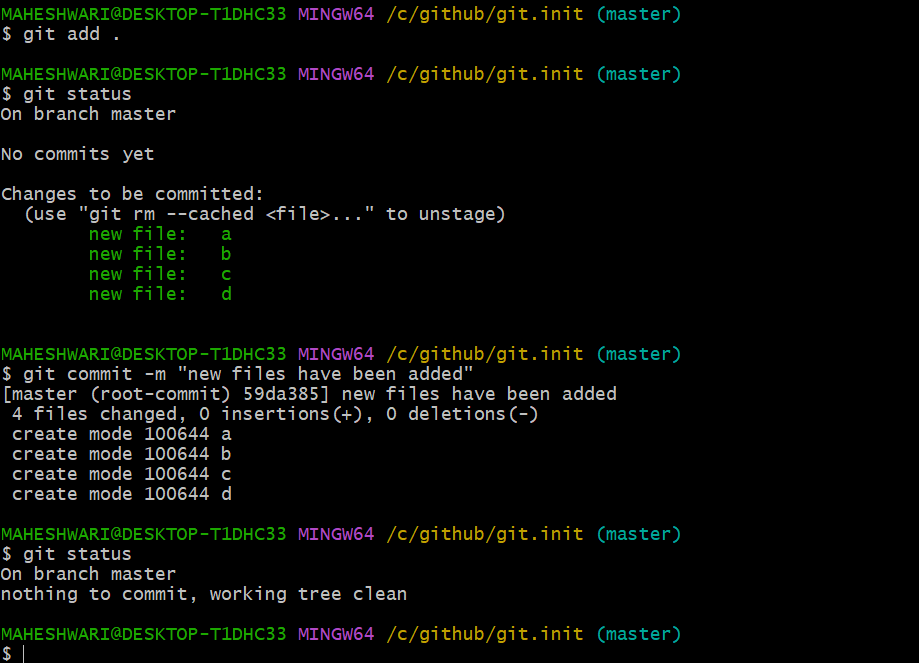 MAHESHWARI@DESKTOP-T1DHC33 MINGW64 /c/github/git.init (master)
$ git add .
MAHESHWARI@DESKTOP-T1DHC33 MINGW64 /c/github/git.init (master)
$ git status
On branch master
No commits yet
Changes to be committed:
  (use "git rm --cached <file>..." to unstage)
        new file:   a
        new file:   b
        new file:   c
        new file:   d
MAHESHWARI@DESKTOP-T1DHC33 MINGW64 /c/github/git.init (master)
$ git commit -m "new files have been added"
[master (root-commit) 59da385] new files have been added
 4 files changed, 0 insertions(+), 0 deletions(-)
 create mode 100644 a
 create mode 100644 b
 create mode 100644 c
 create mode 100644 d
MAHESHWARI@DESKTOP-T1DHC33 MINGW64 /c/github/git.init (master)
$ git status
On branch master
nothing to commit, working tree clean
MAHESHWARI@DESKTOP-T1DHC33 MINGW64 /c/github/git.init (master)
$